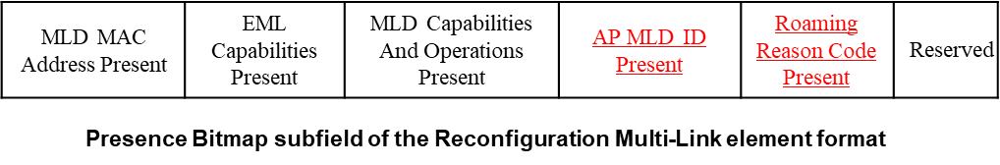 MLD MAC
Address Present
EML
Capabilities
Present
MLD Capabilities
And Operations
Present
AP MLD ID
Present
Roaming
Reason Code
Present
Reserved
Presence Bitmap subfield of the Reconfiguration Multi-Link element format